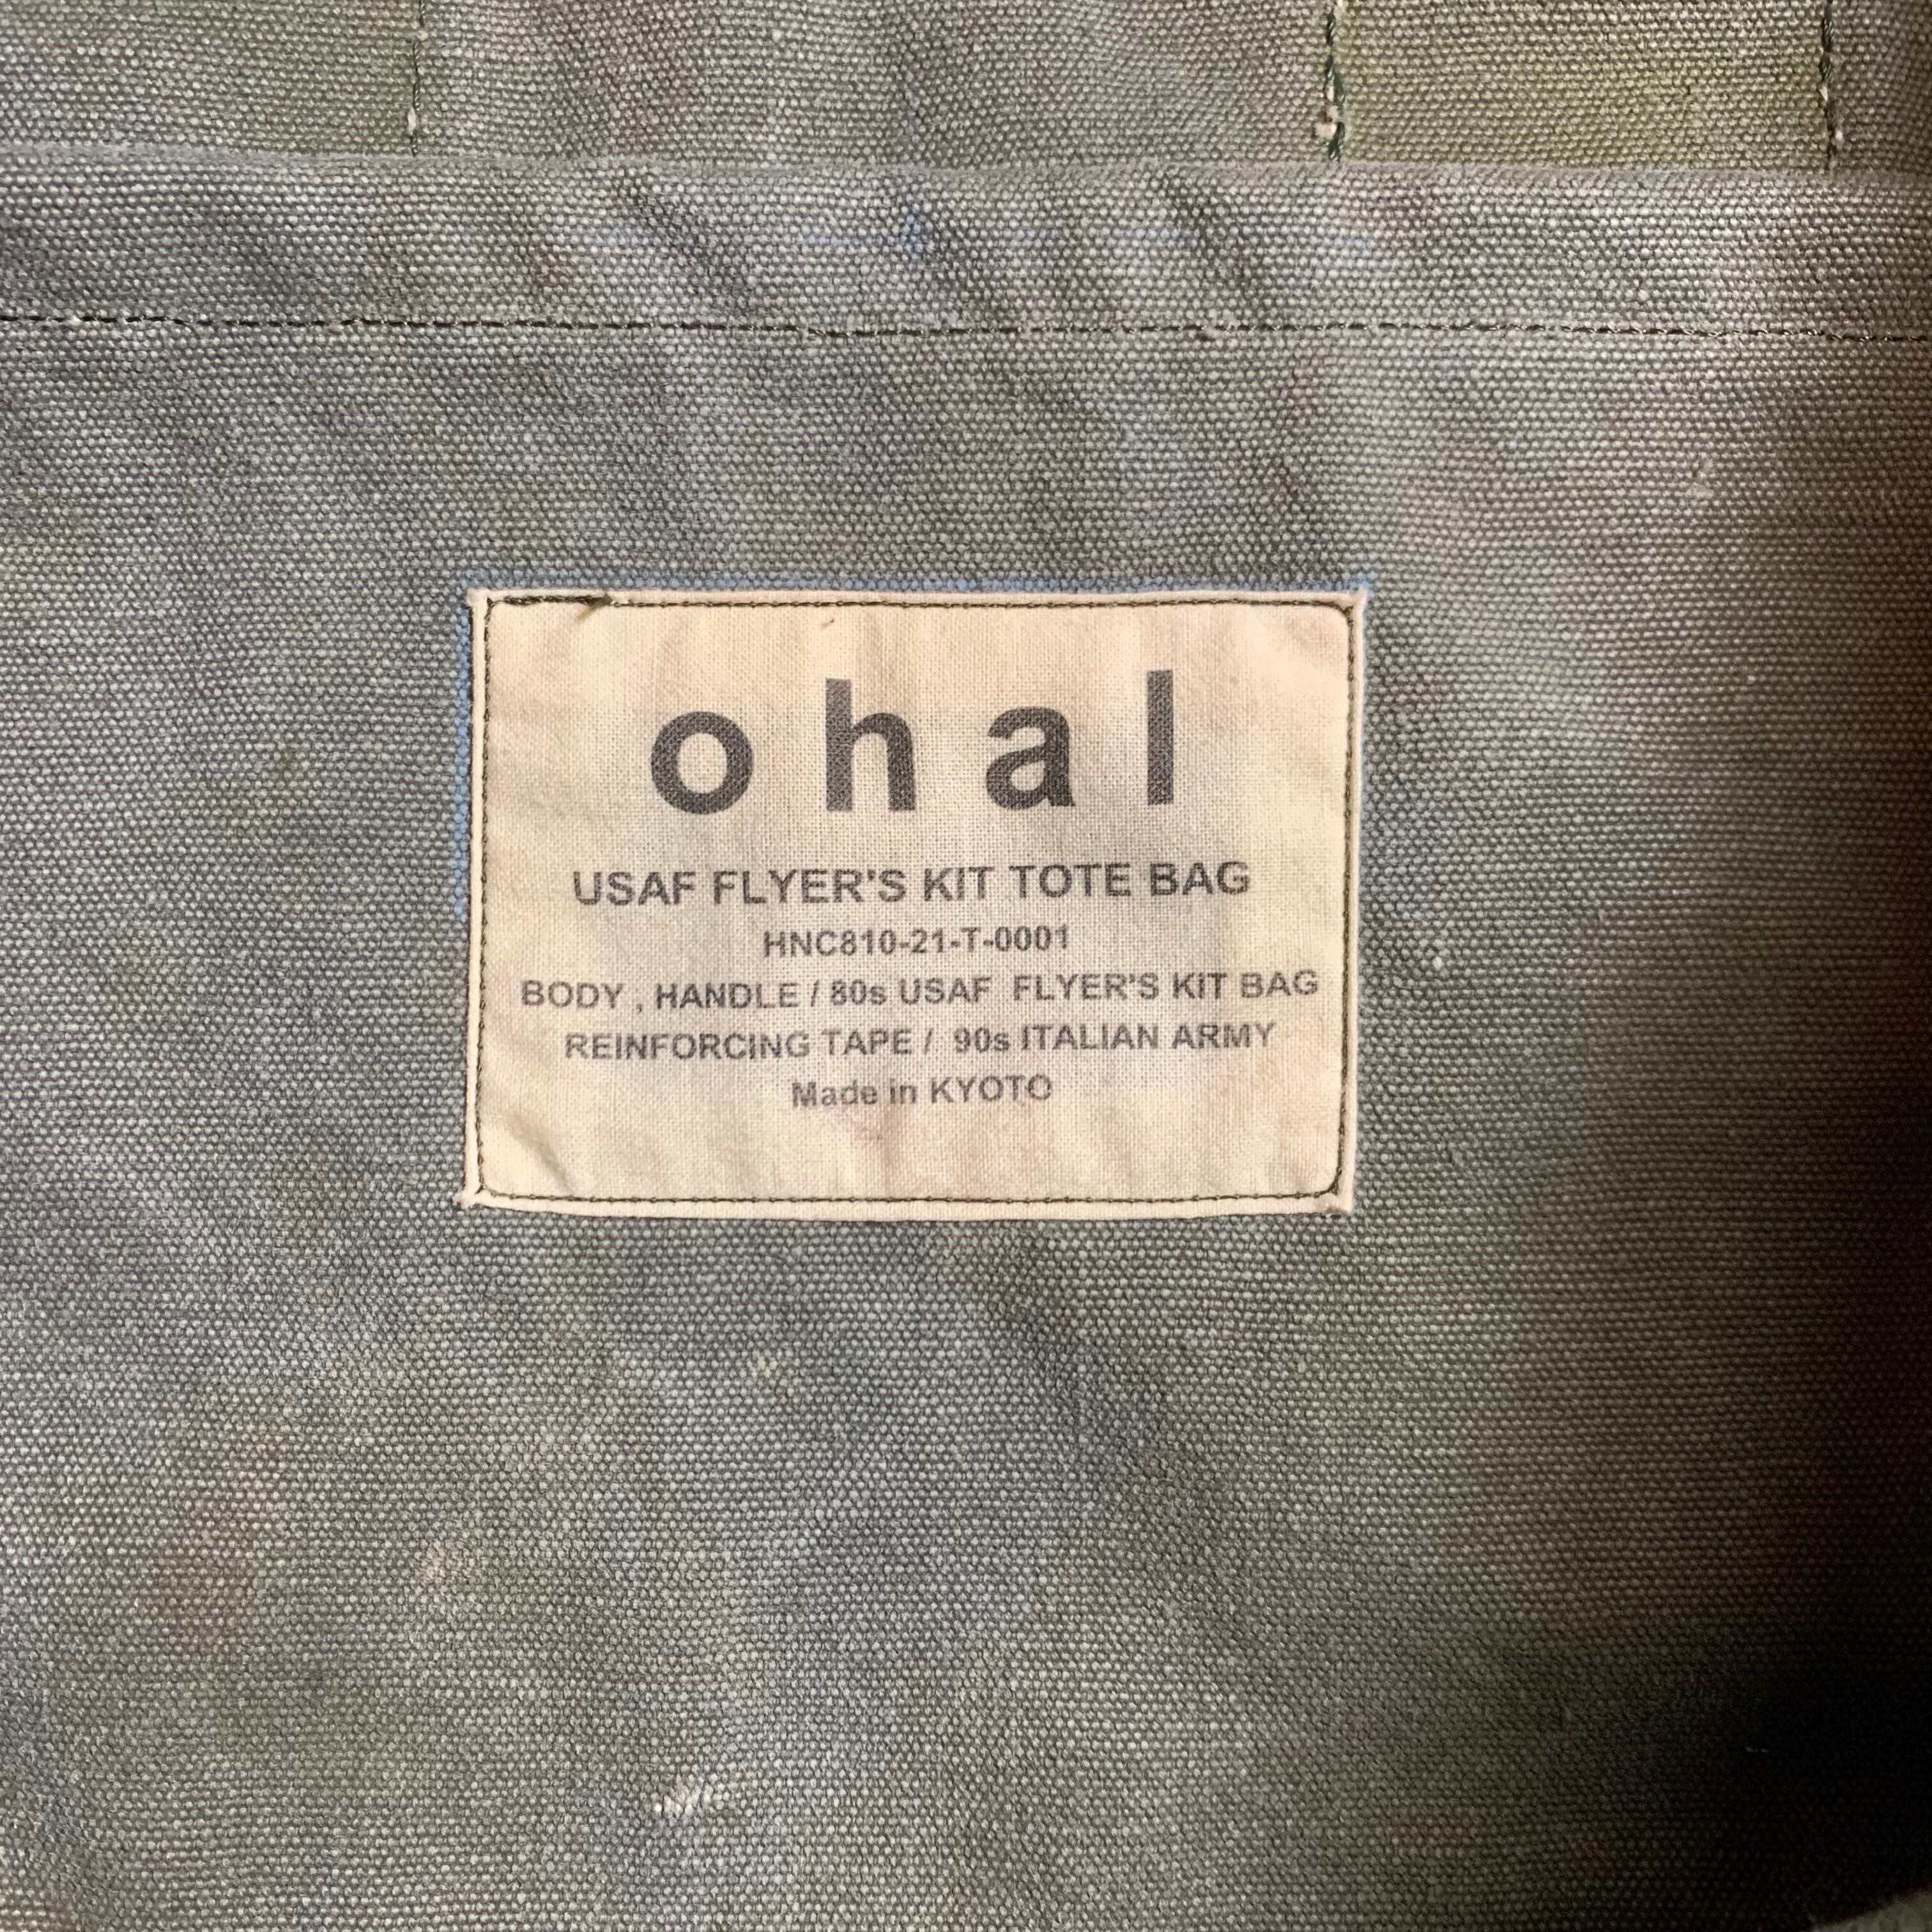 ohal
USAF FLYER'S KIT TOTE BAG
HNC810-21-T-0001
BODY , HANDLE / 80s USAF FLYER'S KIT BAG
REINFORCING TAPE / 90s ITALIAN ARMY
Made in KYOTO